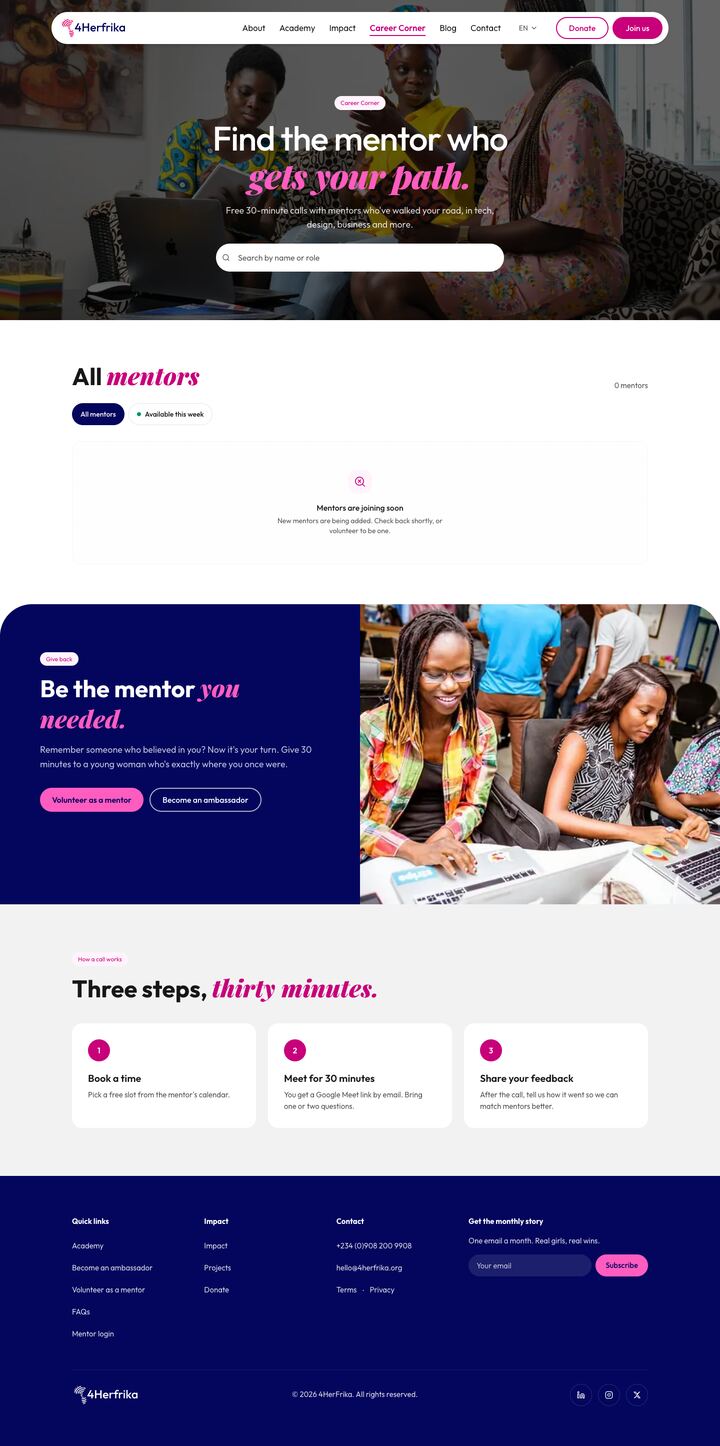 4Herfrika
About Academy Impact Career Corner Blog Contact EN Donate Join us
Career Corner
Find the mentor who
gets your path.
Free 30-minute calls with mentors who've walked your road, in tech,
design, business and more.
Search by name or role
All mentors
0 mentors
All mentors Available this week
Mentors are joining soon
New mentors are being added. Check back shortly, or
volunteer to be one.
Give back
Be the mentor you
needed.
Remember someone who believed in you? Now it's your turn. Give 30
minutes to a young woman who's exactly where you once were.
Volunteer as a mentor Become an ambassador
stripe
How a call works
Three steps, thirty minutes.
1
Book a time
Pick a free slot from the mentor's calendar.
2
Meet for 30 minutes
You get a Google Meet link by email. Bring
one or two questions.
3
Share your feedback
After the call, tell us how it went so we can
match mentors better.
Quick links
Academy
Become an ambassador
Volunteer as a mentor
FAQs
Mentor login
Impact
Impact
Projects
Donate
Contact
+234 (0)908 200 9908
hello@4herfrika.org
Terms · Privacy
Get the monthly story
One email a month. Real girls, real wins.
Your email Subscribe
4Herfrika
© 2026 4HerFrika. All rights reserved.